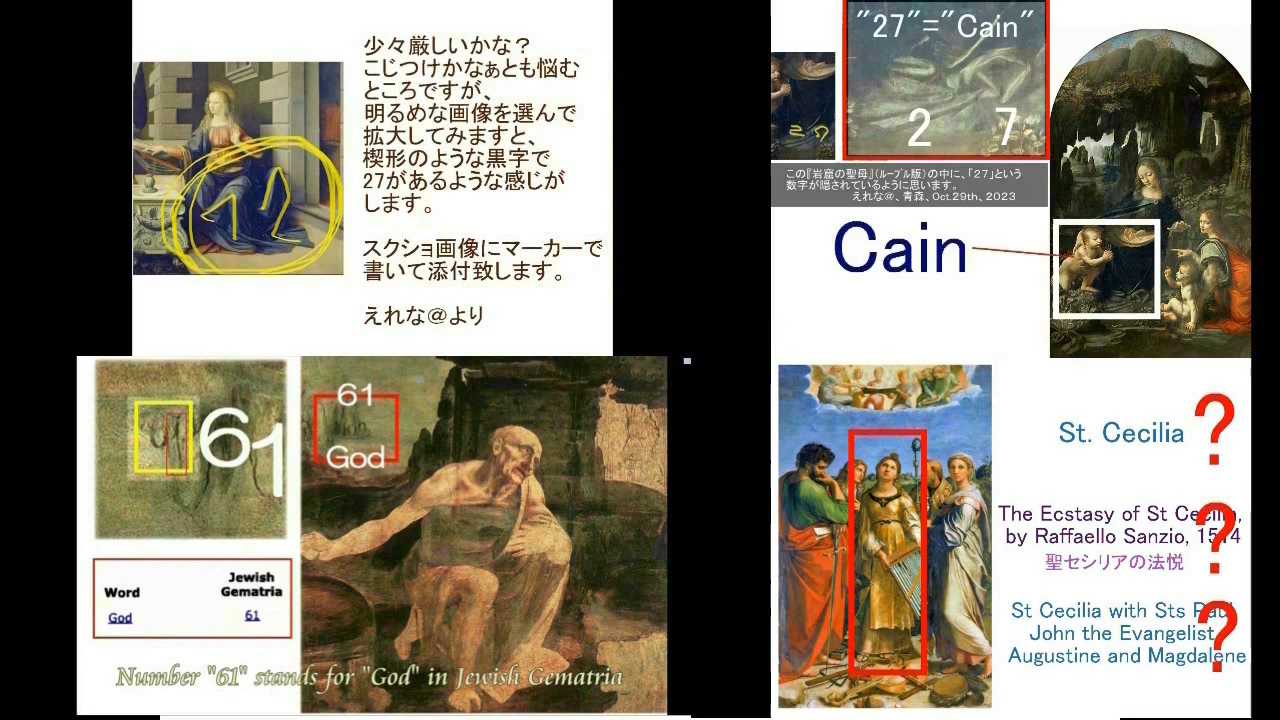 少々厳しいかな？
こじつけかなぁとも悩む
ところですが、
明るめな画像を選んで
拡大してみますと、
楔形のような黒字で
27があるような感じが
します。
スクショ画像にマーカーで
書いて添付致します。
えれな＠より
"27"="Cain"
27
2 7
この『岩窟の聖母』（ルーブル版）の中に、「27」という
数字が隠されているように思います。
えれな＠、青森、Oct.29th、2023
Cain
61
61
God
Word
Jewish
Gematria
God
61
Number "61" stands for "God" in Jewish Gematria
St. Cecilia ?
The Ecstasy of St Cecilia,
by Raffaello Sanzio, 1514
?
聖セシリアの法悦
St Cecilia with Sts Paul
John the Evangelist
?
Augustine and Magdalene